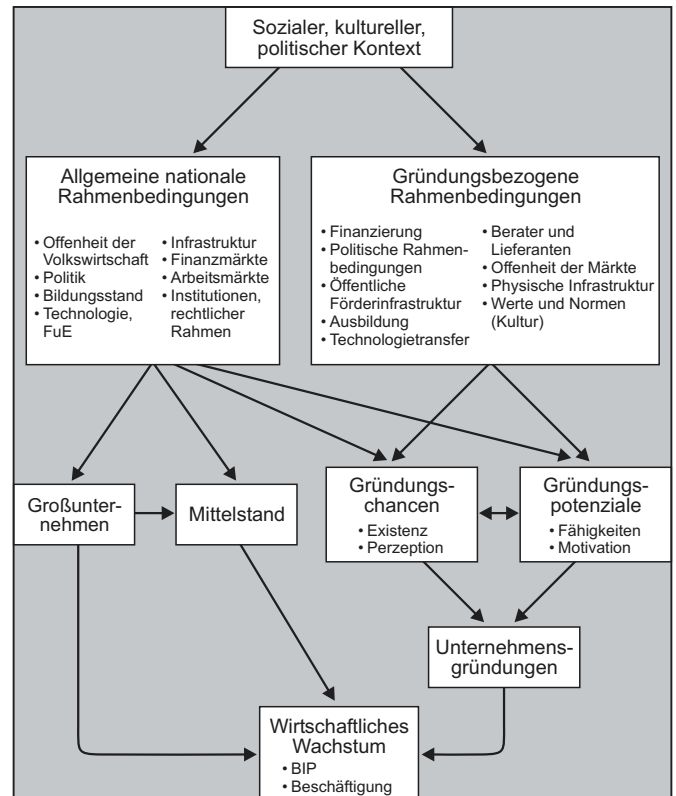 Sozialer, kultureller,
politischer Kontext
Allgemeine nationale
Rahmenbedingungen
• Offenheit der
Volkswirtschaft
• Politik
• Bildungsstand
• Technologie,
FuE
• Infrastruktur
• Finanzmärkte
• Arbeitsmärkte
• Institutionen,
rechtlicher
Rahmen
Gründungsbezogene
Rahmenbedingungen
• Finanzierung
• Politische Rahmen-
bedingungen
• Öffentliche
Förderinfrastruktur
• Ausbildung
• Technologietransfer
• Berater und
Lieferanten
• Offenheit der Märkte
• Physische Infrastruktur
• Werte und Normen
(Kultur)
Großunter-
nehmen
Mittelstand
Gründungs-
chancen
• Existenz
• Perzeption
Gründungs-
potenziale
• Fähigkeiten
• Motivation
Unternehmens-
gründungen
Wirtschaftliches
Wachstum
• BIP
• Beschäftigung